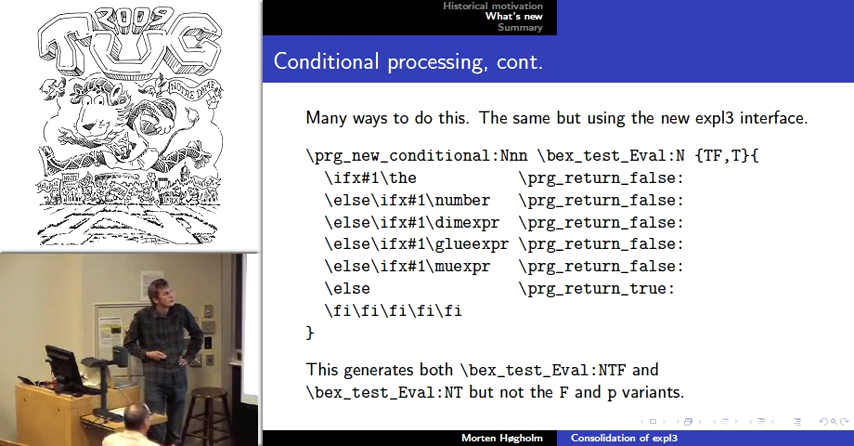 2009
TUG
NOTRE DAME
Historical motivation
What's new
Summary
Conditional processing, cont.
Many ways to do this. The same but using the new expl3 interface.
\prg_new_conditional:Nnn \bex_test_Eval:N {TF,T}{
\ifx#1\the \prg_return_false:
\else\ifx#1\number \prg_return_false:
\else\ifx#1\dimexpr \prg_return_false:
\else\ifx#1\glueexpr \prg_return_false:
\else\ifx#1\muexpr \prg_return_false:
\else \prg_return_true:
\fi\fi\fi\fi\fi
}
This generates both \bex_test_Eval:NTF and
\bex_test_Eval:NT but not the F and p variants.
Morten Høgholm Consolidation of expl3